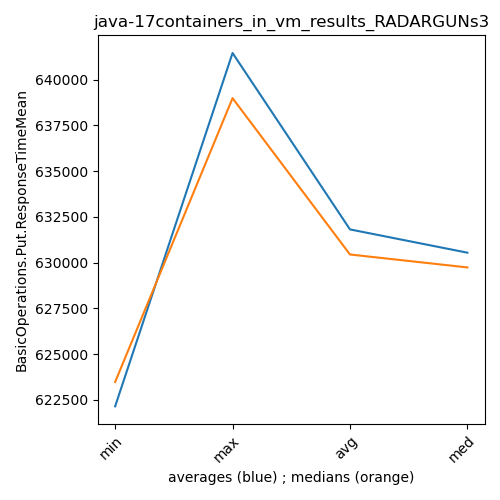 java-17containers_in_vm_results_RADARGUNs3
BasicOperations.Put.ResponseTimeMean
640000
637500
635000
632500
630000
627500
625000
622500
min
max
avg
med
averages (blue) ; medians (orange)